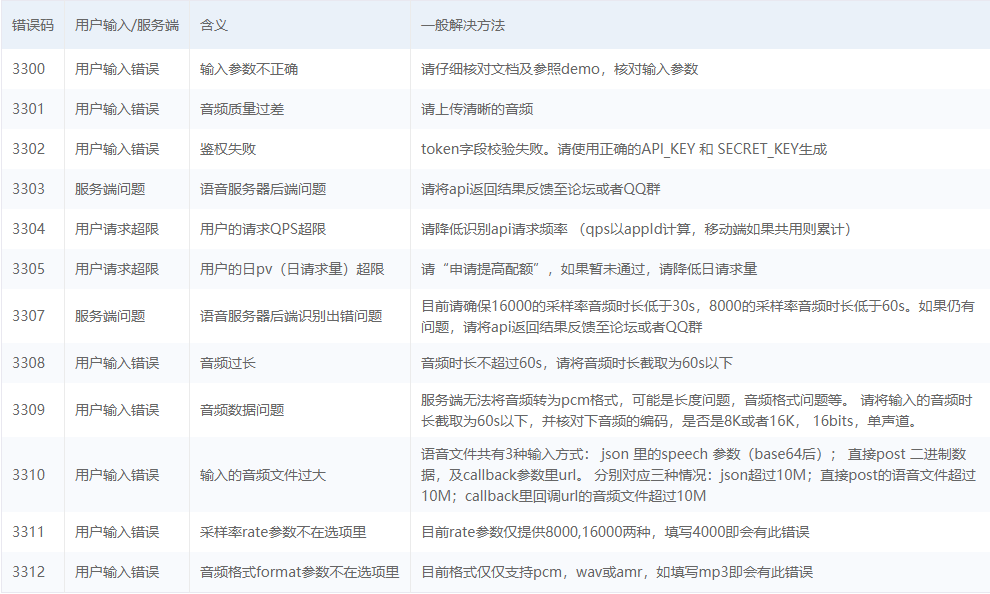 错误码 用户输入/服务端 含义 一般解决方法
3300 用户输入错误 输入参数不正确 请仔细核对文档及参照demo，核对输入参数
3301 用户输入错误 音频质量过差 请上传清晰的音频
3302 用户输入错误 鉴权失败 token字段校验失败。请使用正确的API_KEY 和 SECRET_KEY生成
3303 服务端问题 语音服务器后端问题 请将api返回结果反馈至论坛或者QQ群
3304 用户请求超限 用户的请求QPS超限 请降低识别api请求频率 （qps以appId计算，移动端如果共用则累计）
3305 用户请求超限 用户的日pv（日请求量）超限 请“申请提高配额”，如果暂未通过，请降低日请求量
3307 服务端问题 语音服务器后端识别出错问题 目前请确保16000的采样率音频时长低于30s，8000的采样率音频时长低于60s。如果仍有
问题，请将api返回结果反馈至论坛或者QQ群
3308 用户输入错误 音频过长 音频时长不超过60s，请将音频时长截取为60s以下
3309 用户输入错误 音频数据问题 服务端无法将音频转为pcm格式，可能是长度问题，音频格式问题等。 请将输入的音频时
长截取为60s以下，并核对下音频的编码，是否是8K或者16K， 16bits，单声道。
3310 用户输入错误 输入的音频文件过大 语音文件共有3种输入方式： json 里的speech 参数（base64后）； 直接post 二进制数
据，及callback参数里url。 分别对应三种情况：json超过10M；直接post的语音文件超过
10M；callback里回调url的音频文件超过10M
3311 用户输入错误 采样率rate参数不在选项里 目前rate参数仅提供8000,16000两种，填写4000即会有此错误
3312 用户输入错误 音频格式format参数不在选项里 目前格式仅仅支持pcm，wav或amr，如填写mp3即会有此错误